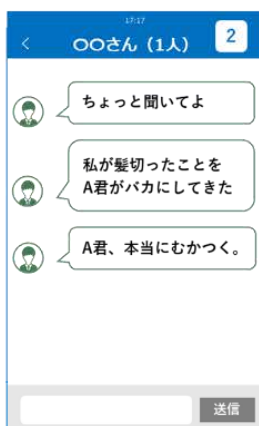 17:17
〇〇さん（1人）
2
ちょっと聞いてよ
私が髪切ったことを
A君がバカにしてきた
A君、本当にむかつく。
送信